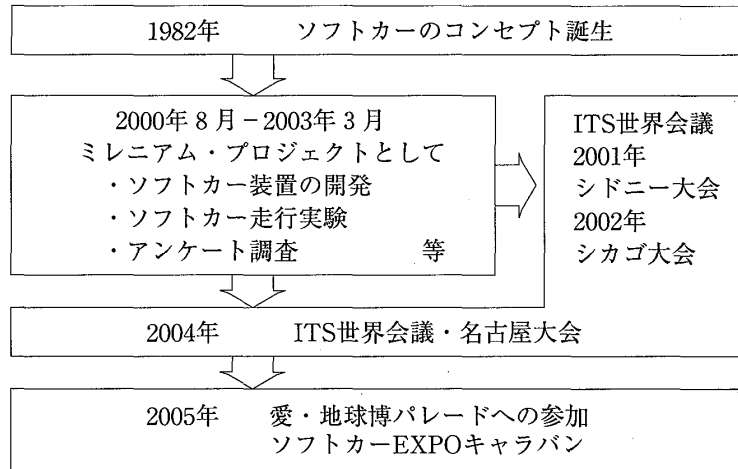 1982年　ソフトカーのコンセプト誕生
2000年8月－2003年3月
ミレニアム・プロジェクトとして
・ソフトカー装置の開発
・ソフトカー走行実験
・アンケート調査　等
ITS世界会議
2001年
シドニー大会
2002年
シカゴ大会
2004年　ITS世界会議・名古屋大会
2005年　愛・地球博パレードへの参加
ソフトカーEXPOキャラバン